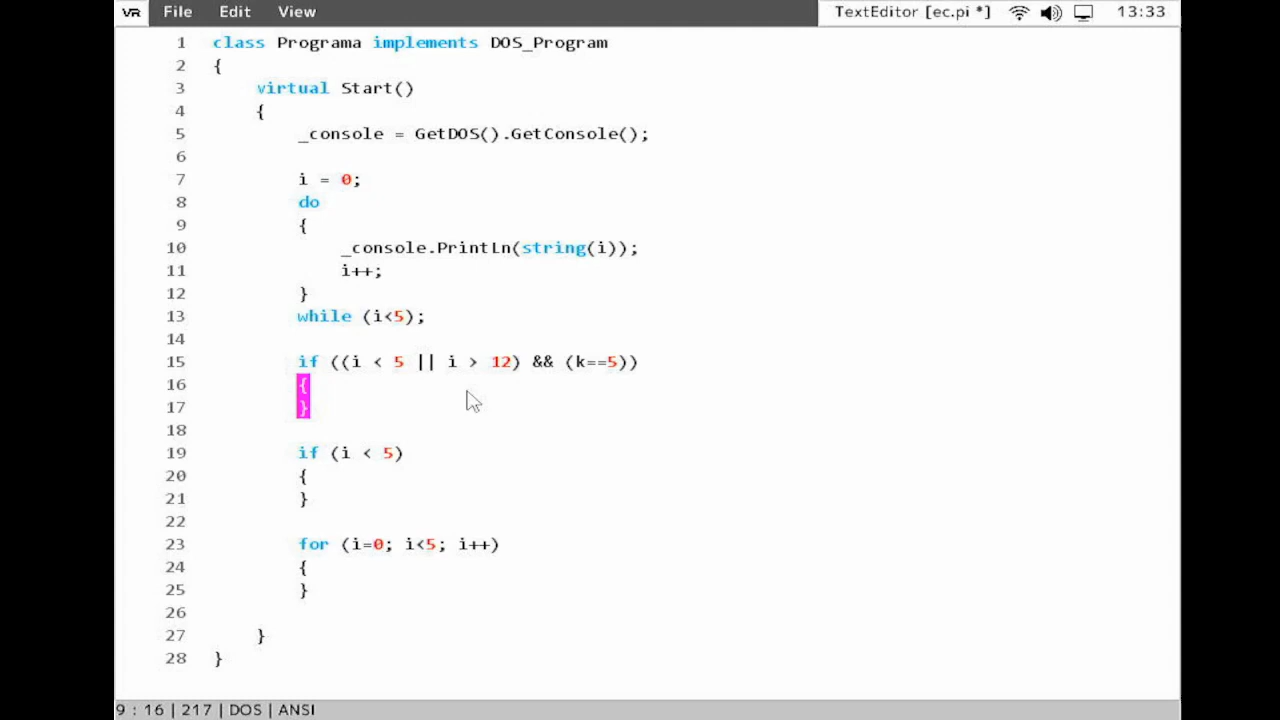 VR File Edit View TextEditor [ec.pi *] 13:33
1 class Programa implements DOS_Program
2 {
3 virtual Start()
4 {
5 _console = GetDOS().GetConsole();
6
7 i = 0;
8 do
9 {
10 _console.PrintLn(string(i));
11 i++;
12 }
13 while (i<5);
14
15 if ((i < 5 || i > 12) && (k==5))
16 {
17 }
18
19 if (i < 5)
20 {
21 }
22
23 for (i=0; i<5; i++)
24 {
25 }
26
27 }
28 }
9 : 16 | 217 | DOS | ANSI